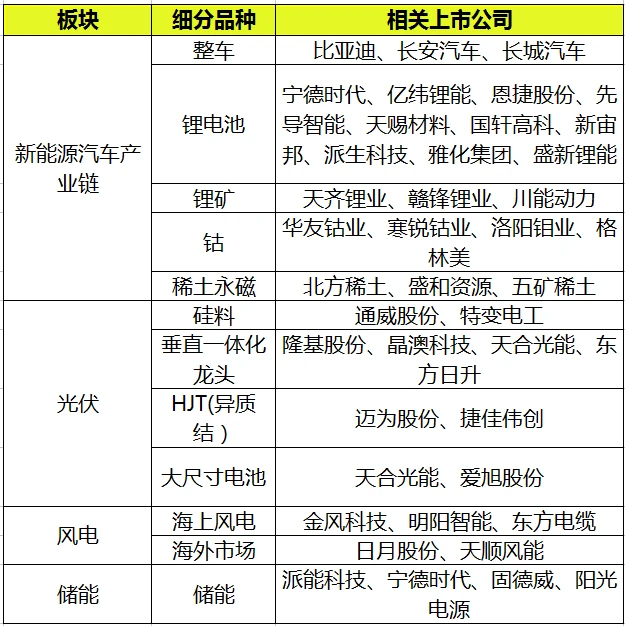 板块 细分品种 相关上市公司
新能源汽车产
业链
整车 比亚迪、长安汽车、长城汽车
锂电池
宁德时代、亿纬锂能、恩捷股份、先
导智能、天赐材料、国轩高科、新宙
邦、派生科技、雅化集团、盛新锂能
锂矿 天齐锂业、赣锋锂业、川能动力
钴
华友钴业、寒锐钴业、洛阳钼业、格
林美
稀土永磁 北方稀土、盛和资源、五矿稀土
光伏
硅料 通威股份、特变电工
垂直一体化
龙头
隆基股份、晶澳科技、天合光能、东
方日升
HJT(异质
结）
迈为股份、捷佳伟创
大尺寸电池 天合光能、爱旭股份
风电
海上风电 金风科技、明阳智能、东方电缆
海外市场 日月股份、天顺风能
储能 储能
派能科技、宁德时代、固德威、阳光
电源